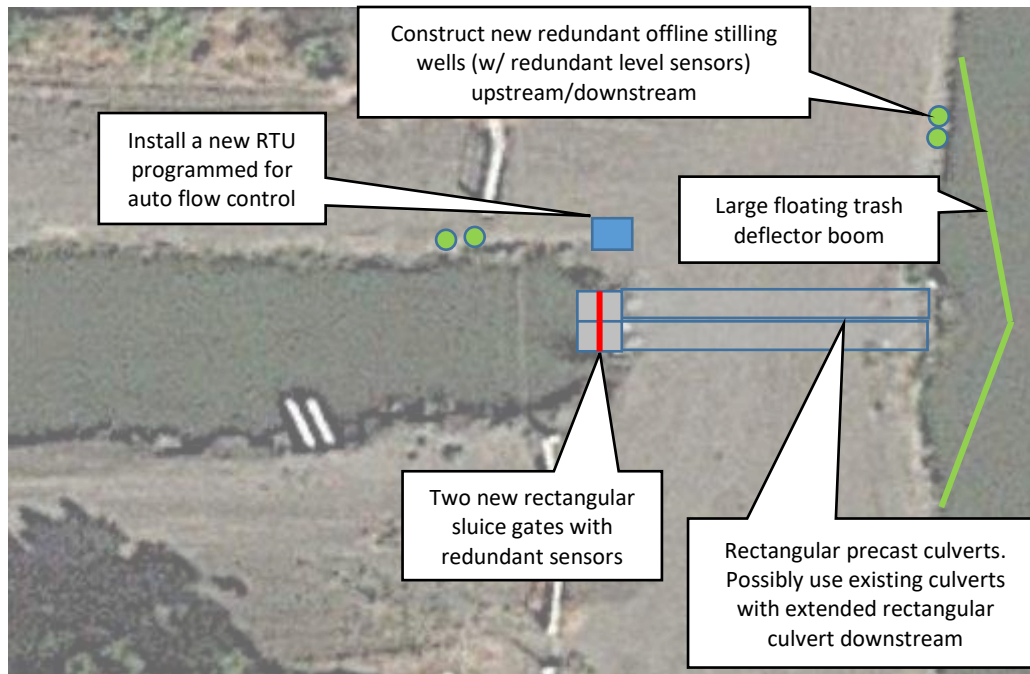 Construct new redundant offline stilling
wells (w/ redundant level sensors)
upstream/downstream
Install a new RTU
programmed for
auto flow control
Large floating trash
deflector boom
Two new rectangular
sluice gates with
redundant sensors
Rectangular precast culverts.
Possibly use existing culverts
with extended rectangular
culvert downstream